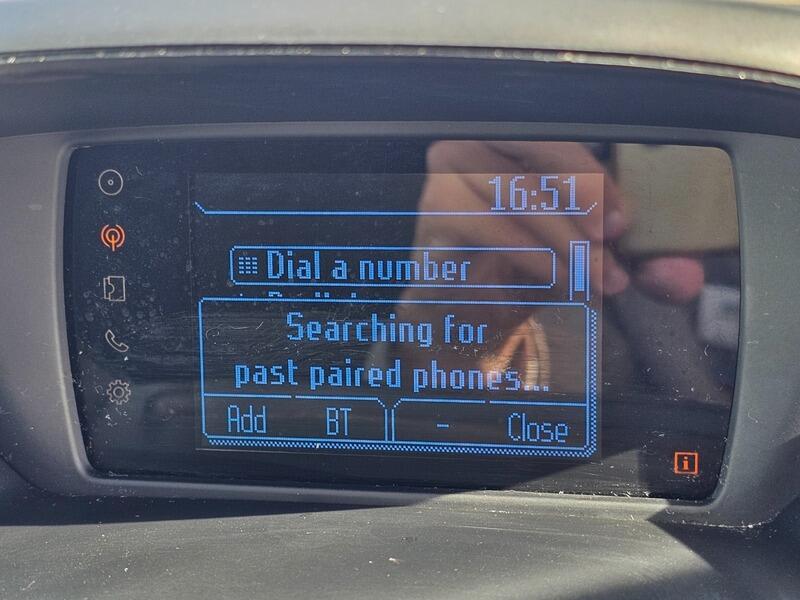 16:51
Dial a number
Searching for
past paired phones...
Add BT - Close
i